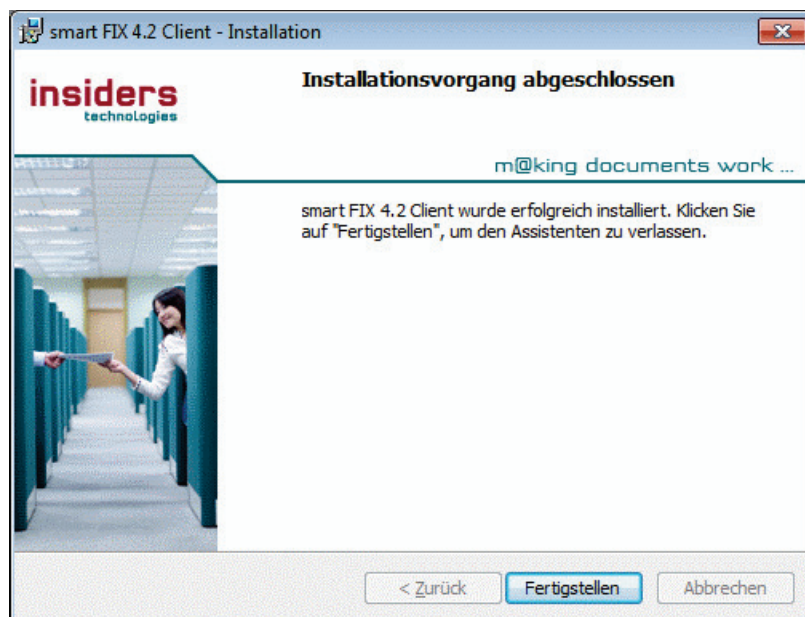 smart FIX 4.2 Client - Installation
insiders
technologies
Installationsvorgang abgeschlossen
m@king documents work ...
smart FIX 4.2 Client wurde erfolgreich installiert. Klicken Sie
auf "Fertigstellen", um den Assistenten zu verlassen.
< Zurück
Fertigstellen
Abbrechen